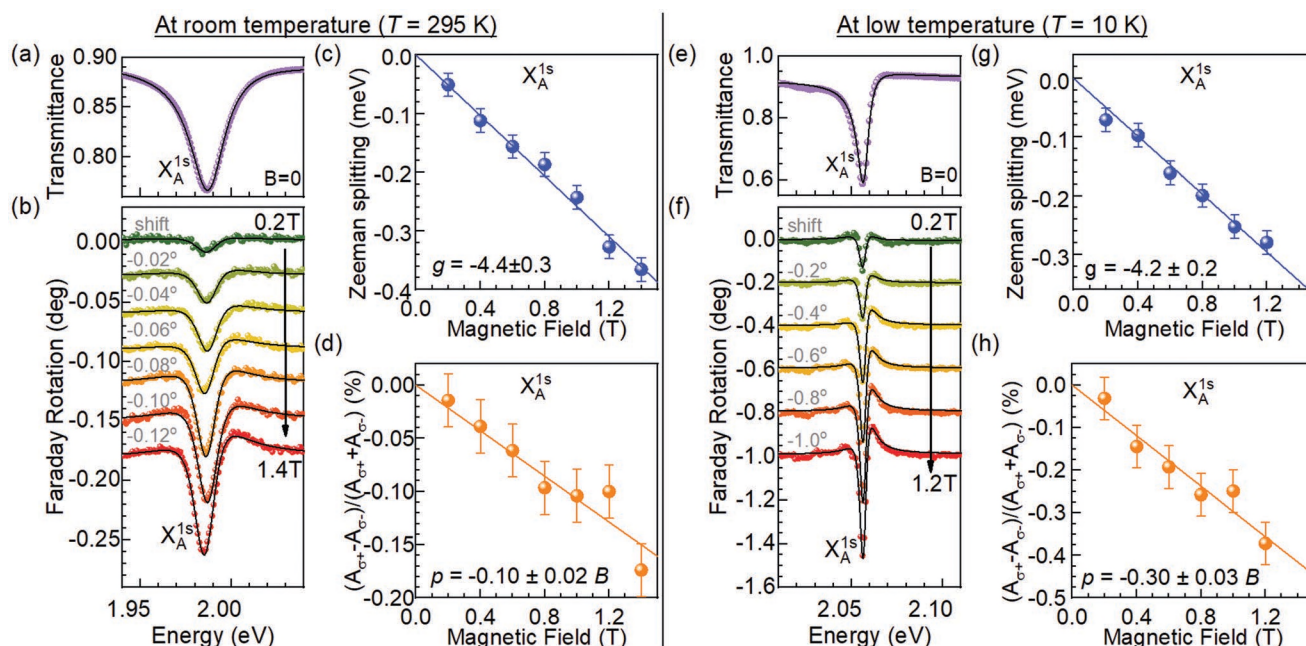 At room temperature (T = 295 K)
At low temperature (T = 10 K)
(a)
0.90
0.85
0.80
Transmittance
X_A^1s
B=0
(b)
shift
0.2T
0.00
-0.02°
-0.05
-0.04°
-0.06°
-0.10
-0.08°
-0.15
-0.10°
-0.12°
-0.20
1.4T
-0.25
Faraday Rotation (deg)
X_A^1s
1.95
2.00
Energy (eV)
(c)
0.0
-0.1
-0.2
-0.3
-0.4
Zeeman splitting (meV)
X_A^1s
g = -4.4±0.3
0.0 0.4 0.8 1.2
Magnetic Field (T)
(d)
0.00
-0.05
-0.10
-0.15
-0.20
(A_σ+-A_σ-)/(A_σ++A_σ-) (%)
X_A^1s
p = -0.10 ± 0.02 B
0.0 0.4 0.8 1.2
Magnetic Field (T)
(e)
1.0
0.8
0.6
Transmittance
X_A^1s
B=0
(f)
shift
0.2T
0.0
-0.2°
-0.2
-0.4°
-0.4
-0.6°
-0.6
-0.8°
-0.8
-1.0°
-1.0
1.2T
-1.2
-1.4
-1.6
Faraday Rotation (deg)
X_A^1s
2.05
2.10
Energy (eV)
(g)
0.0
-0.1
-0.2
-0.3
Zeeman splitting (meV)
X_A^1s
g = -4.2 ± 0.2
0.0 0.4 0.8 1.2
Magnetic Field (T)
(h)
0.0
-0.1
-0.2
-0.3
-0.4
-0.5
(A_σ+-A_σ-)/(A_σ++A_σ-) (%)
X_A^1s
p = -0.30 ± 0.03 B
0.0 0.4 0.8 1.2
Magnetic Field (T)